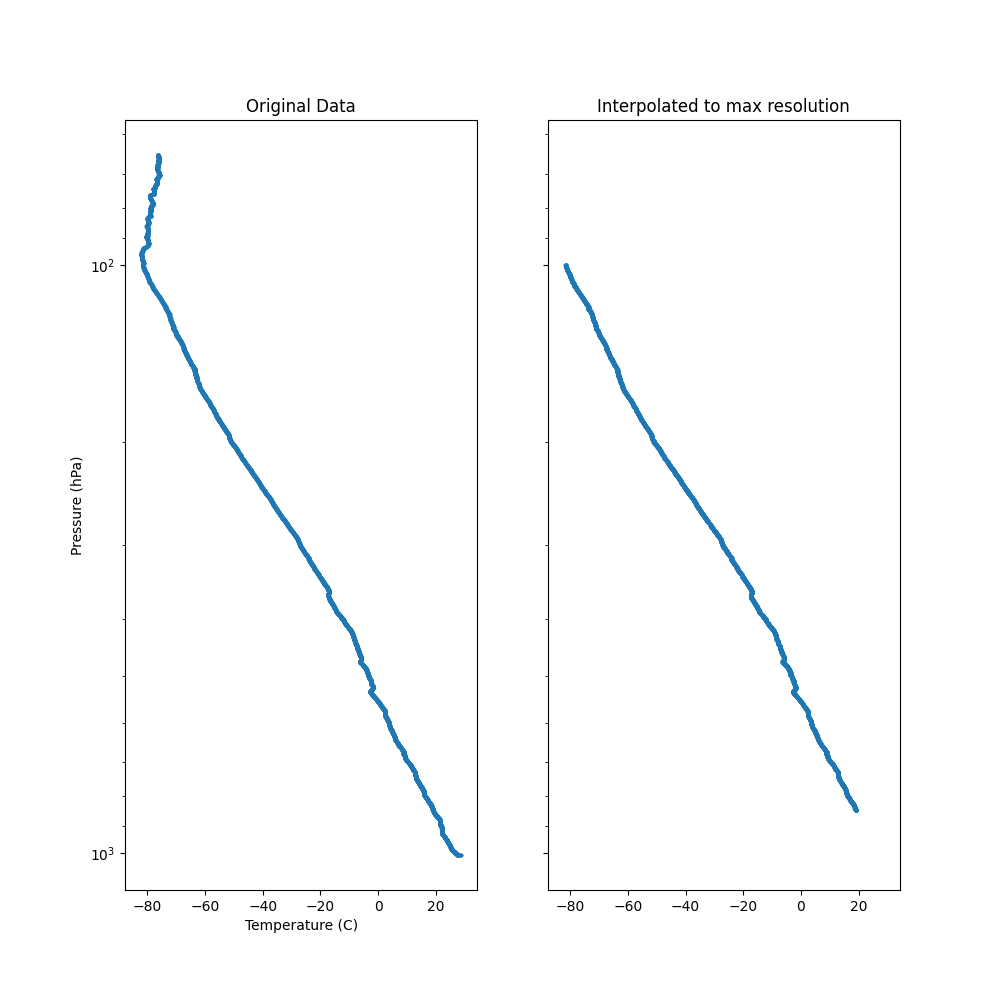 Original Data
Interpolated to max resolution
Pressure (hPa)
10²
10³
−80 −60 −40 −20 0 20
−80 −60 −40 −20 0 20
Temperature (C)